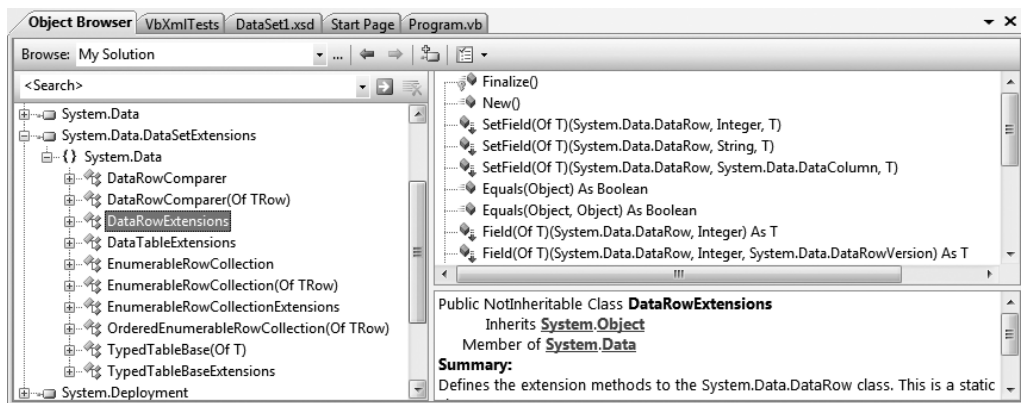 Object Browser VbXmlTests DataSet1.xsd Start Page Program.vb
Browse: My Solution ...
<Search>
System.Data
System.Data.DataSetExtensions
{} System.Data
DataRowComparer
DataRowComparer(Of TRow)
DataRowExtensions
DataTableExtensions
EnumerableRowCollection
EnumerableRowCollection(Of TRow)
EnumerableRowCollectionExtensions
OrderedEnumerableRowCollection(Of TRow)
TypedTableBase(Of T)
TypedTableBaseExtensions
System.Deployment
Finalize()
New()
SetField(Of T)(System.Data.DataRow, Integer, T)
SetField(Of T)(System.Data.DataRow, String, T)
SetField(Of T)(System.Data.DataRow, System.Data.DataColumn, T)
Equals(Object) As Boolean
Equals(Object, Object) As Boolean
Field(Of T)(System.Data.DataRow, Integer) As T
Field(Of T)(System.Data.DataRow, Integer, System.Data.DataRowVersion) As T
Public NotInheritable Class DataRowExtensions
Inherits System.Object
Member of System.Data
Summary:
Defines the extension methods to the System.Data.DataRow class. This is a static